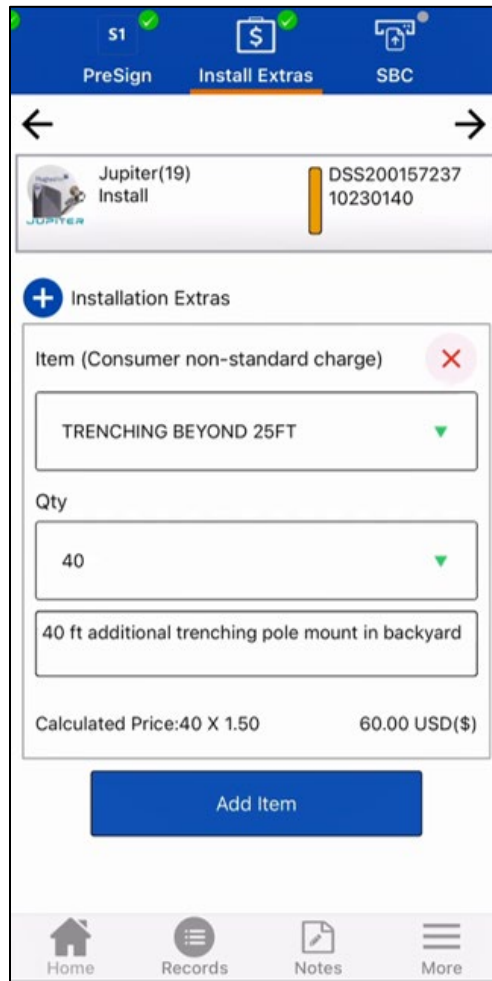 S1
PreSign
Install Extras
SBC
Jupiter(19)
Install
JUPITER
DSS200157237
10230140
Installation Extras
Item (Consumer non-standard charge)
TRENCHING BEYOND 25FT
Qty
40
40 ft additional trenching pole mount in backyard
Calculated Price:40 X 1.50
60.00 USD($)
Add Item
Home
Records
Notes
More